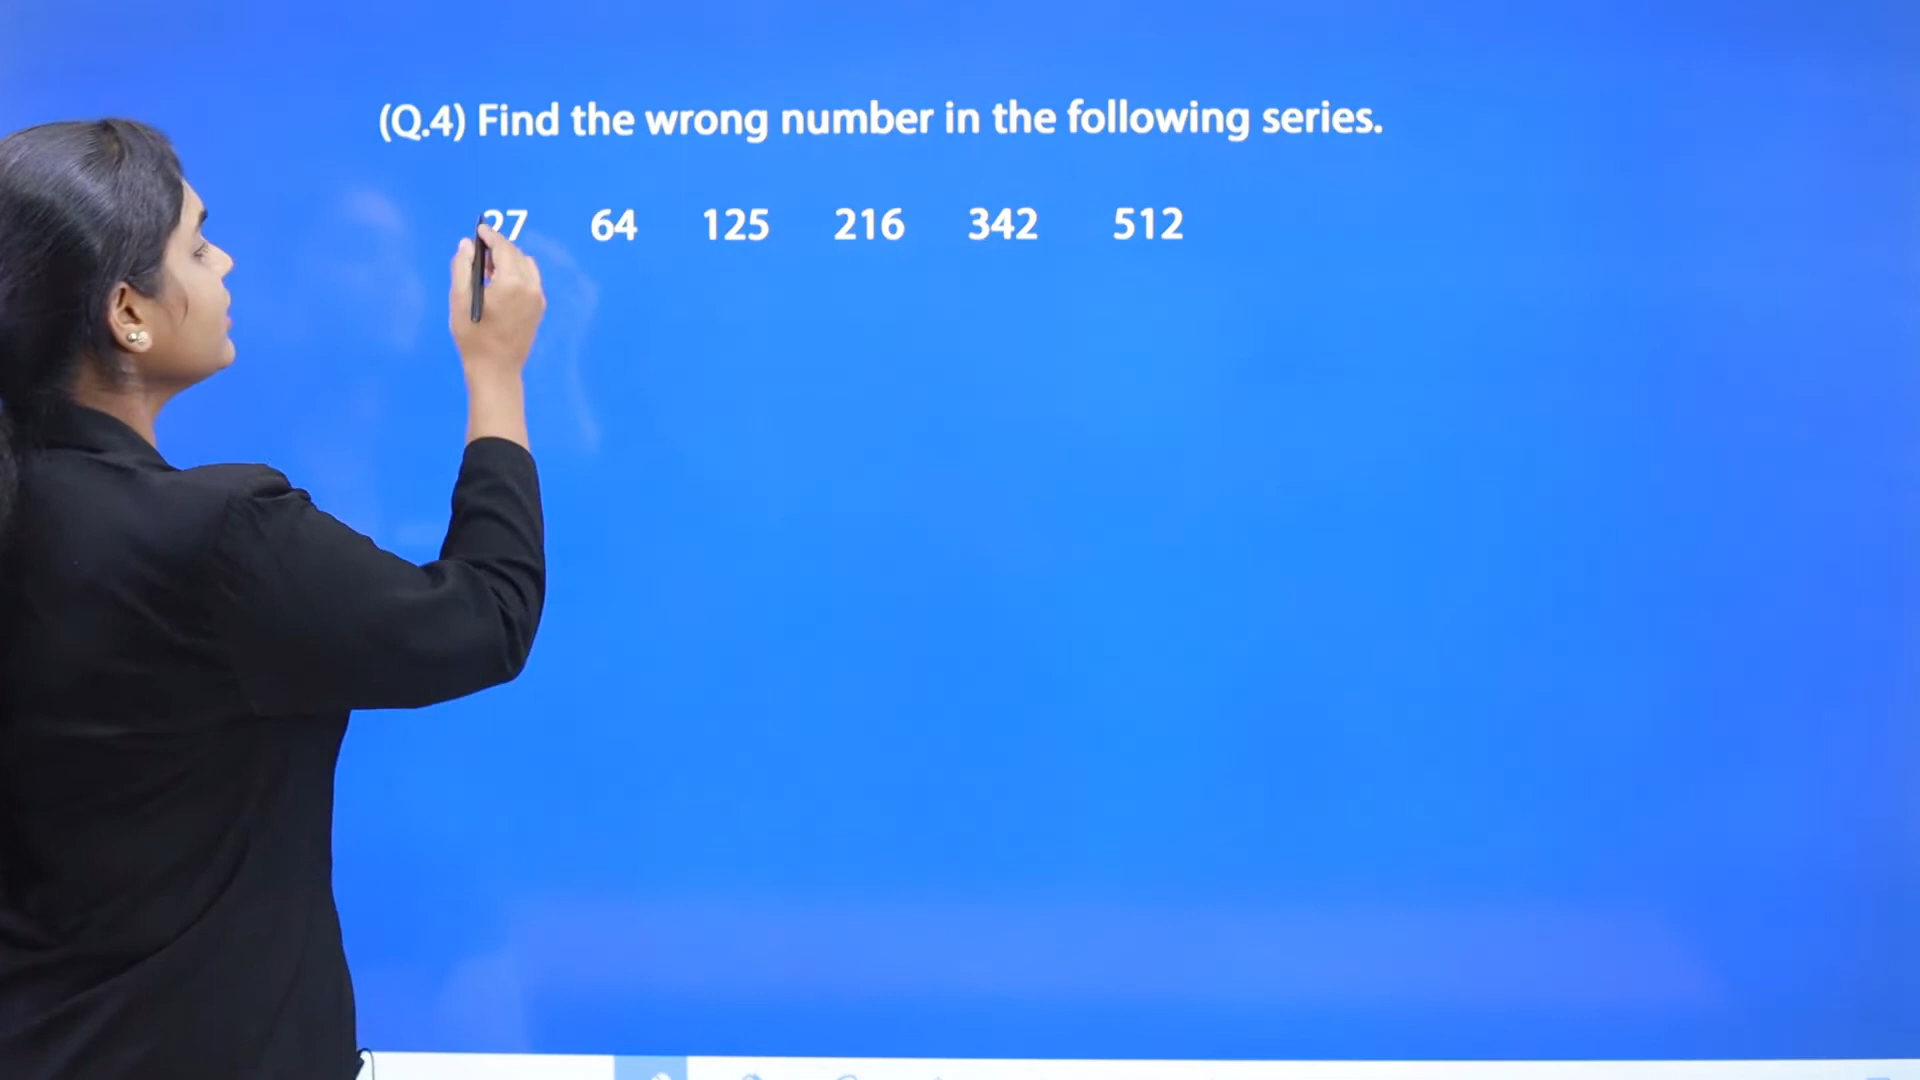 (Q.4) Find the wrong number in the following series.
27 64 125 216 342 512